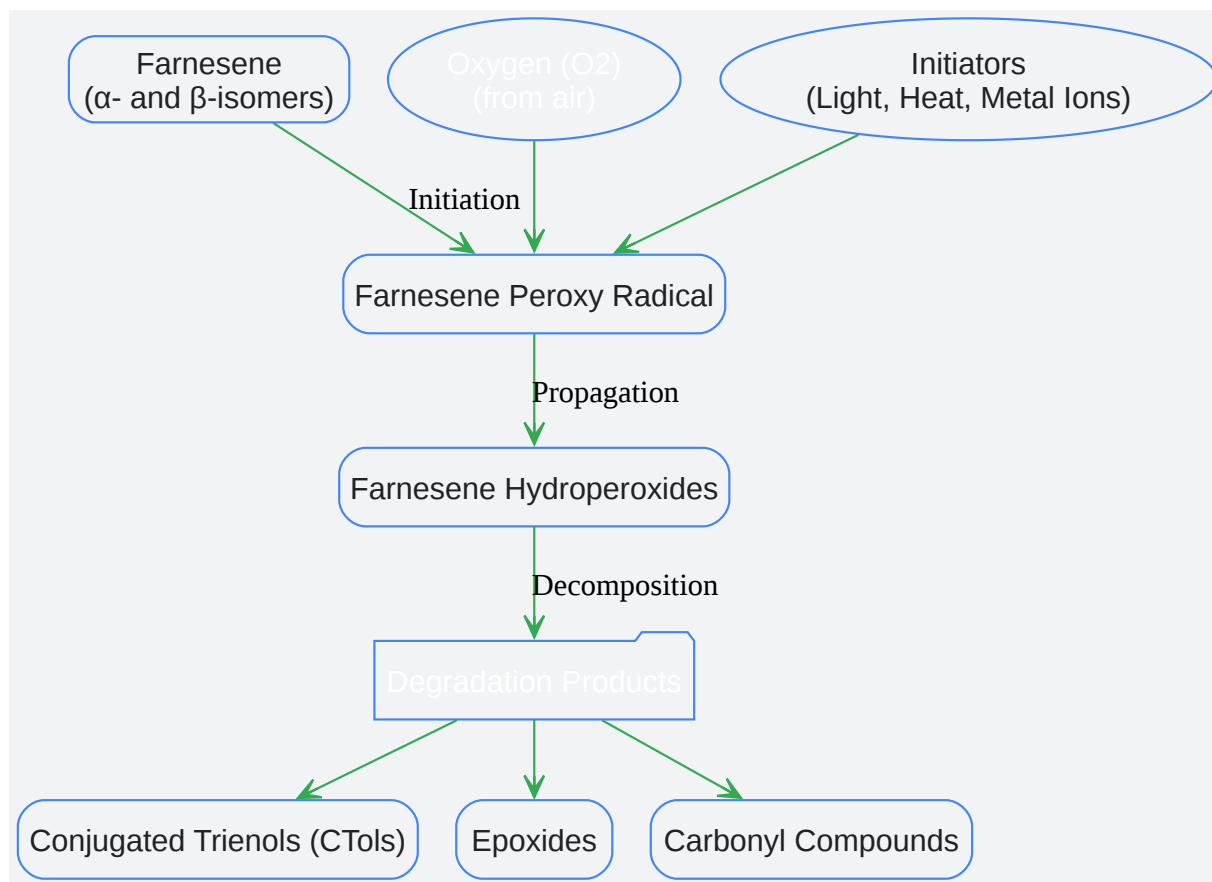 Farnesene
(α- and β-isomers)
Oxygen (O2)
(from air)
Initiators
(Light, Heat, Metal Ions)
Initiation
Farnesene Peroxy Radical
Propagation
Farnesene Hydroperoxides
Decomposition
Degradation Products
Conjugated Trienols (CTols)
Epoxides
Carbonyl Compounds